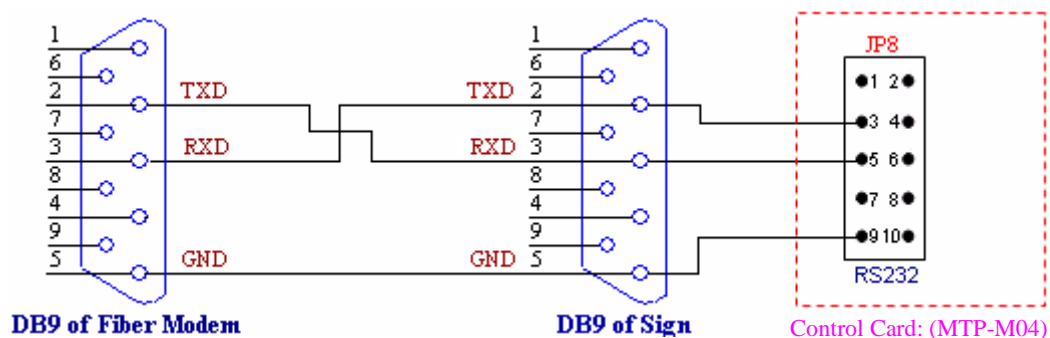 1
6
2
7
3
8
4
9
5
TXD
RXD
GND
DB9 of Fiber Modem
1
6
TXD 2
7
RXD 3
8
4
9
GND 5
DB9 of Sign
JP8
1 2
3 4
5 6
7 8
9 10
RS232
Control Card: (MTP-M04)